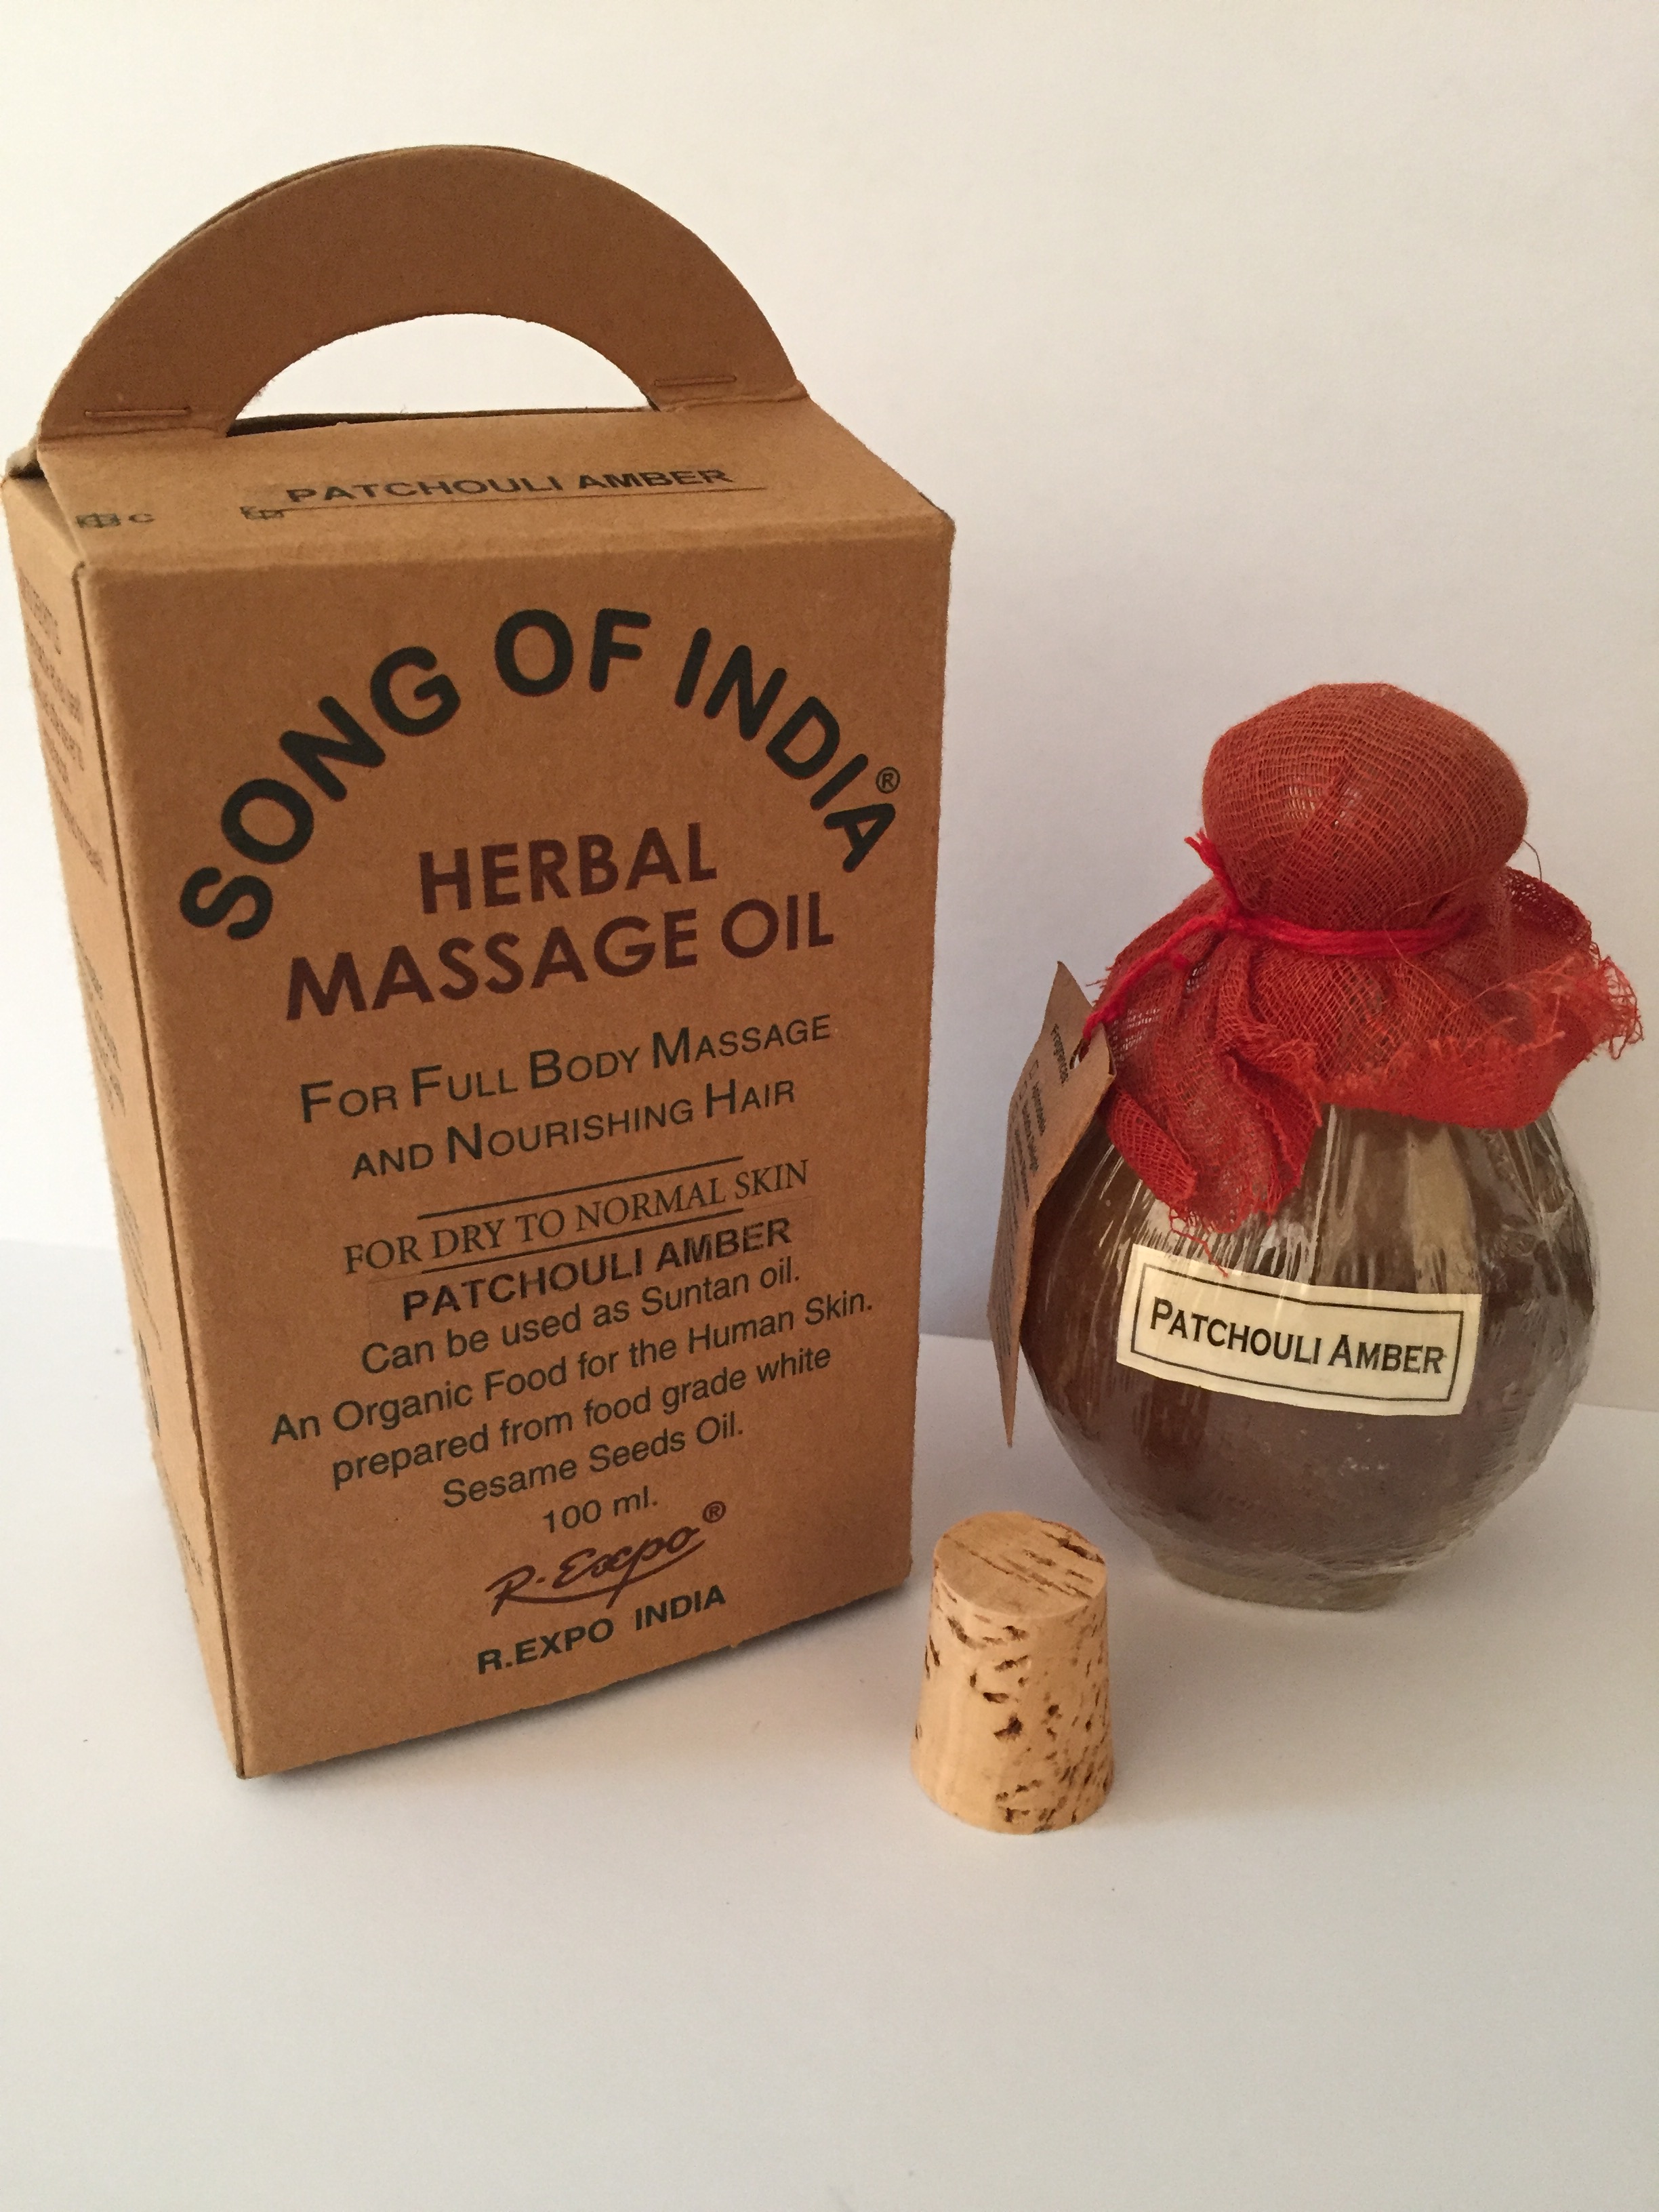 PATCHOULI AMBER
SONG OF INDIA®
HERBAL
MASSAGE OIL
FOR FULL BODY MASSAGE
AND NOURISHING HAIR
FOR DRY TO NORMAL SKIN
PATCHOULI AMBER
Can be used as Suntan oil.
An Organic Food for the Human Skin.
prepared from food grade white
Sesame Seeds Oil.
100 ml.
R-Expo®
R.EXPO INDIA
Fragrances
PATCHOULI AMBER